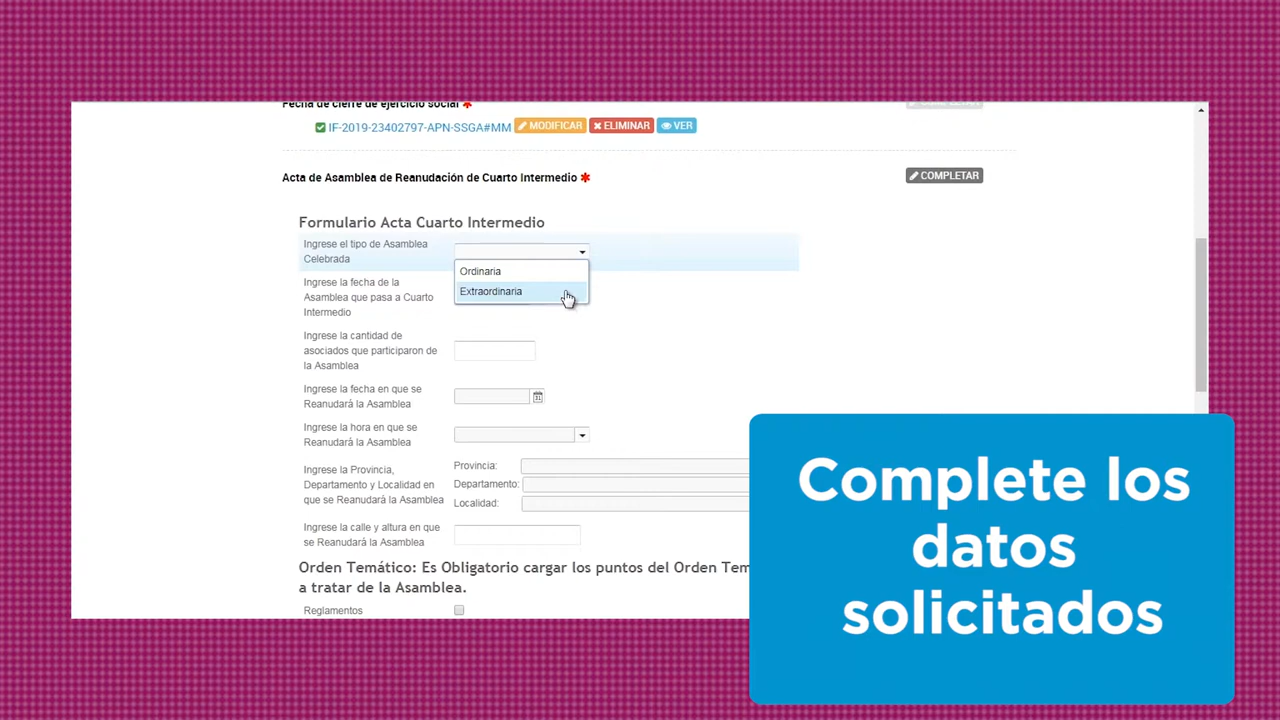 Fecha de cierre de ejercicio social *
IF-2019-23402797-APN-SSGA#MM MODIFICAR ELIMINAR VER
Acta de Asamblea de Reanudación de Cuarto Intermedio * COMPLETAR
Formulario Acta Cuarto Intermedio
Ingrese el tipo de Asamblea
Celebrada
Ordinaria
Extraordinaria
Ingrese la fecha de la
Asamblea que pasa a Cuarto
Intermedio
Ingrese la cantidad de
asociados que participaron de
la Asamblea
Ingrese la fecha en que se
Reanudará la Asamblea
31
Ingrese la hora en que se
Reanudará la Asamblea
Ingrese la Provincia,
Departamento y Localidad en
que se Reanudará la Asamblea
Provincia:
Departamento:
Localidad:
Ingrese la calle y altura en que
se Reanudará la Asamblea
Orden Temático: Es Obligatorio cargar los puntos del Orden Tem
a tratar de la Asamblea.
Reglamentos
Complete los
datos
solicitados